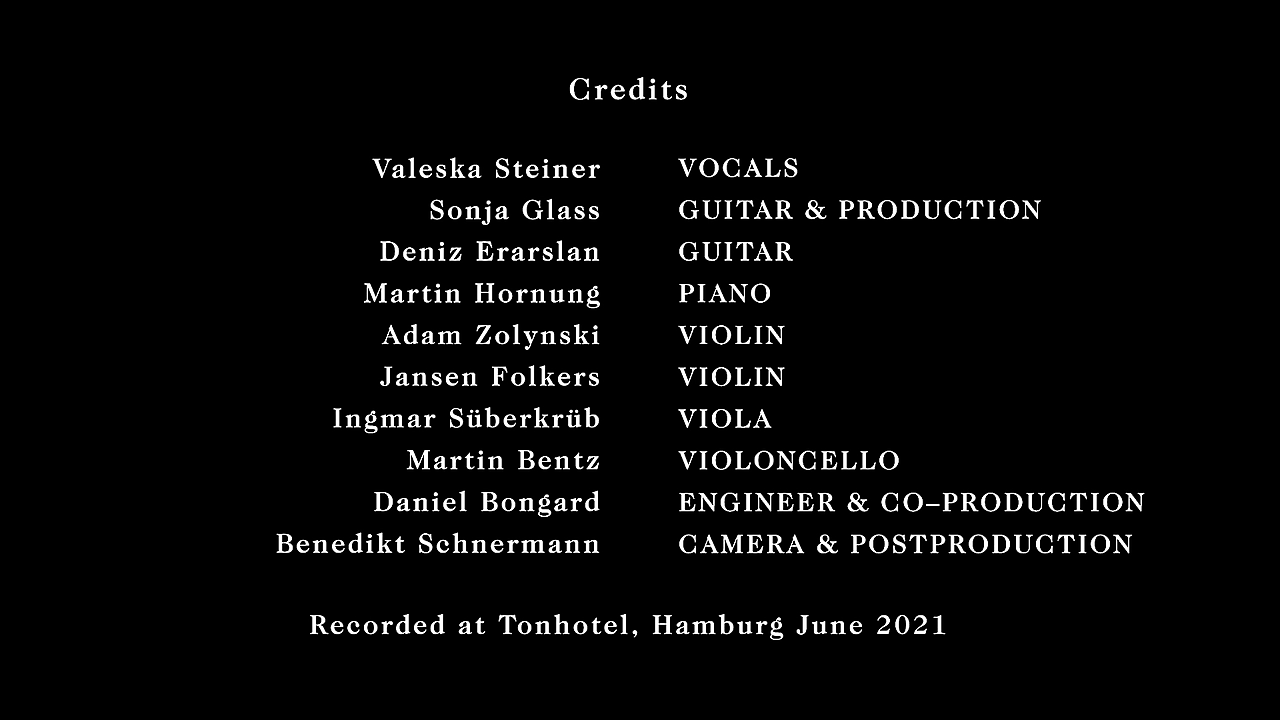 Credits
Valeska Steiner VOCALS
Sonja Glass GUITAR & PRODUCTION
Deniz Erarslan GUITAR
Martin Hornung PIANO
Adam Zolynski VIOLIN
Jansen Folkers VIOLIN
Ingmar Süberkrüb VIOLA
Martin Bentz VIOLONCELLO
Daniel Bongard ENGINEER & CO–PRODUCTION
Benedikt Schnermann CAMERA & POSTPRODUCTION
Recorded at Tonhotel, Hamburg June 2021